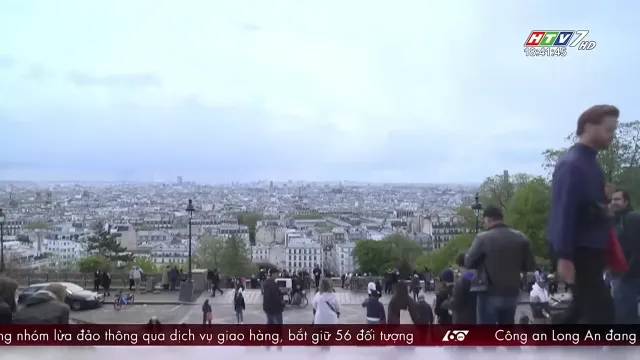 HTV7 HD
18:41:45
ng nhóm lừa đảo thông qua dịch vụ giao hàng, bắt giữ 56 đối tượng 60 Công an Long An đang